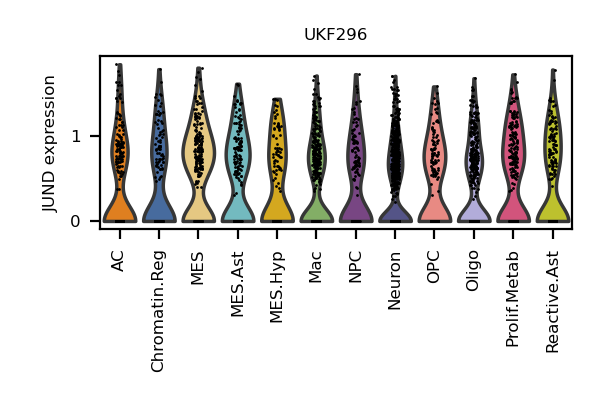 UKF296
JUND expression
1
0
AC
Chromatin.Reg
MES
MES.Ast
MES.Hyp
Mac
NPC
Neuron
OPC
Oligo
Prolif.Metab
Reactive.Ast